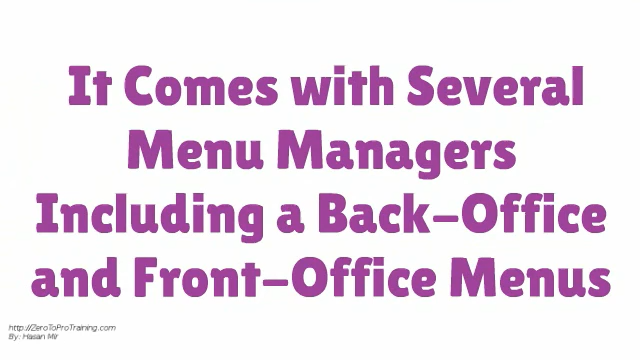 It Comes with Several
Menu Managers
Including a Back-Office
and Front-Office Menus
http://ZeroToProTraining.com
By: Hasan Mir